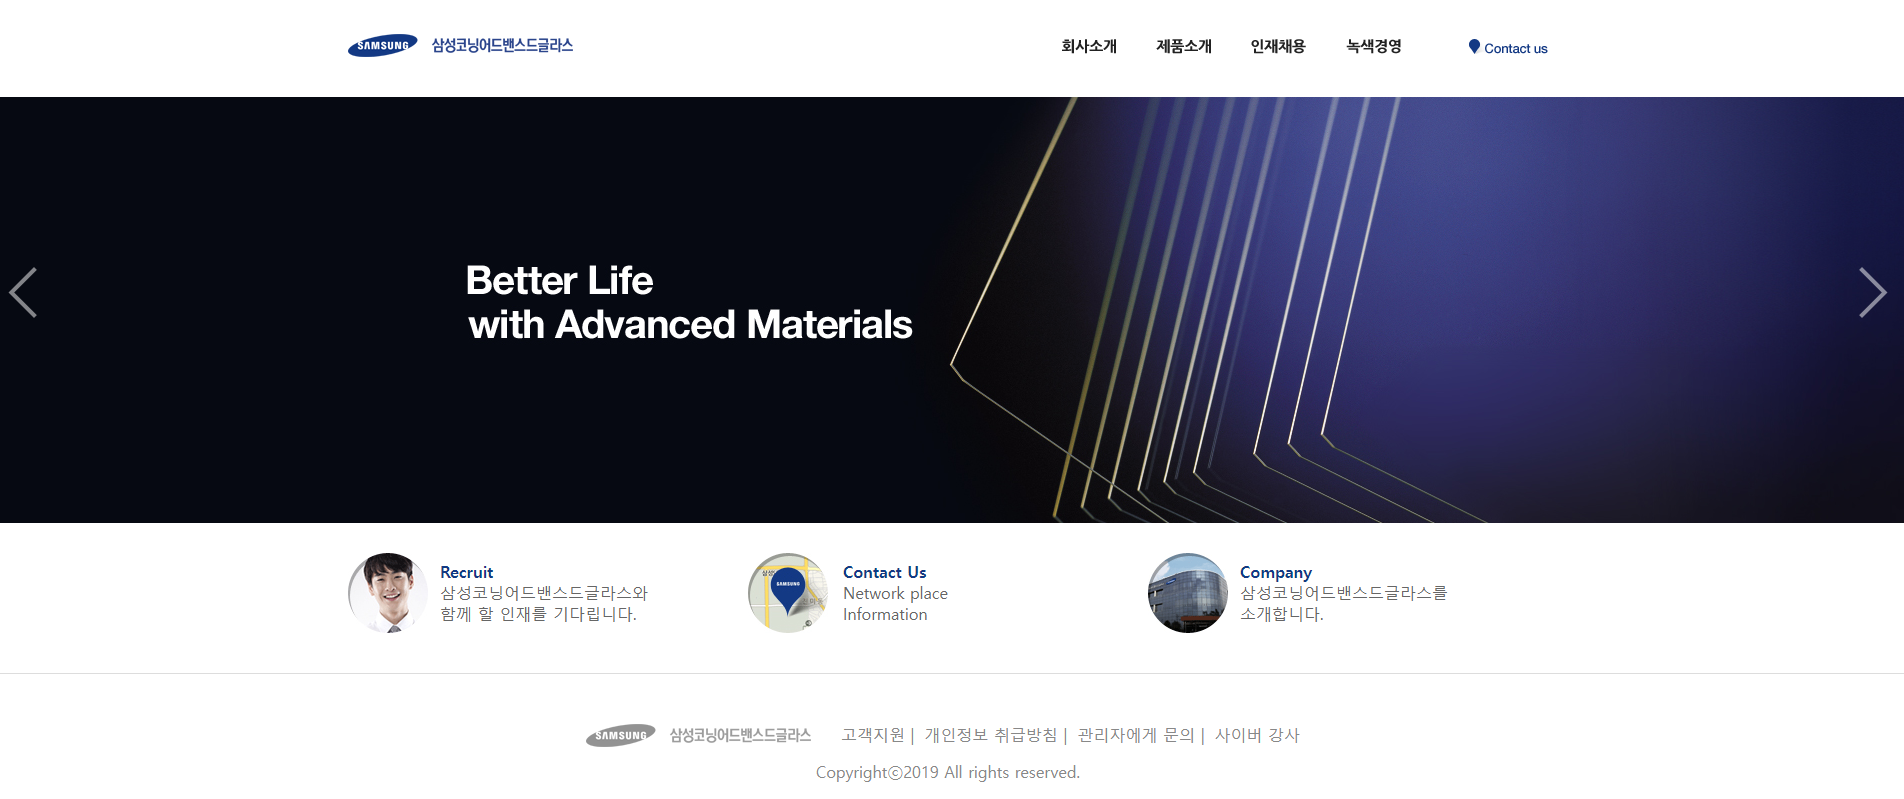 SAMSUNG 삼성코닝어드밴스드글라스
회사소개 제품소개 인재채용 녹색경영 Contact us
Better Life
with Advanced Materials
Recruit
삼성코닝어드밴스드글라스와
함께 할 인재를 기다립니다.
SAMSUNG
Contact Us
Network place
Information
Company
삼성코닝어드밴스드글라스를
소개합니다.
SAMSUNG 삼성코닝어드밴스드글라스 고객지원 | 개인정보 취급방침 | 관리자에게 문의 | 사이버 강사
Copyrightⓒ2019 All rights reserved.